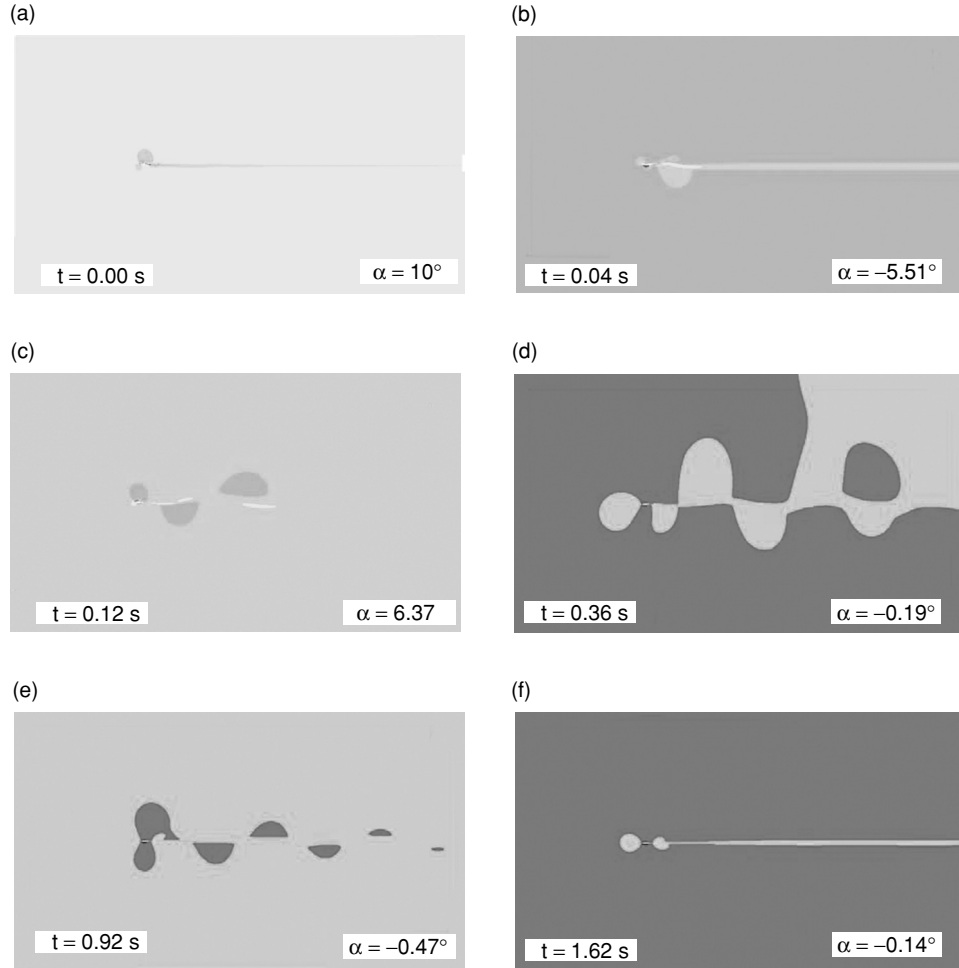 (a)
(b)
t = 0.00 s
α = 10°
t = 0.04 s
α = −5.51°
(c)
(d)
t = 0.12 s
α = 6.37
t = 0.36 s
α = −0.19°
(e)
(f)
t = 0.92 s
α = −0.47°
t = 1.62 s
α = −0.14°